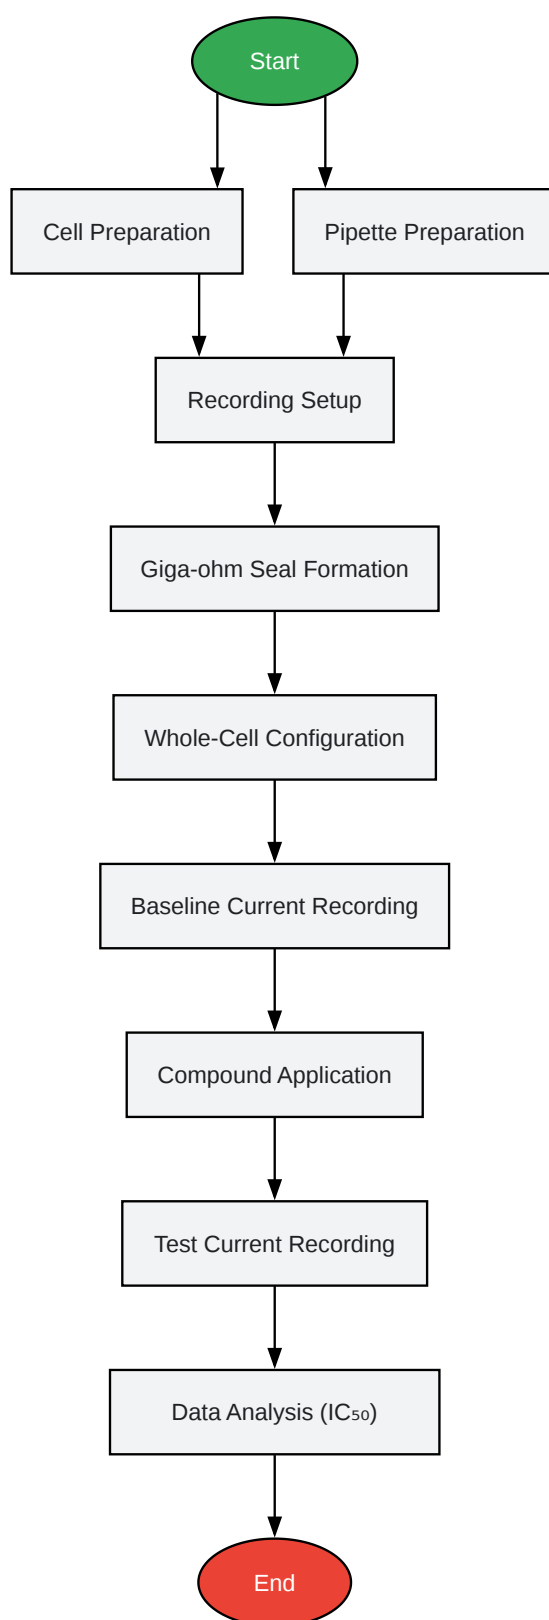 Start
Cell Preparation
Pipette Preparation
Recording Setup
Giga-ohm Seal Formation
Whole-Cell Configuration
Baseline Current Recording
Compound Application
Test Current Recording
Data Analysis (IC₅₀)
End